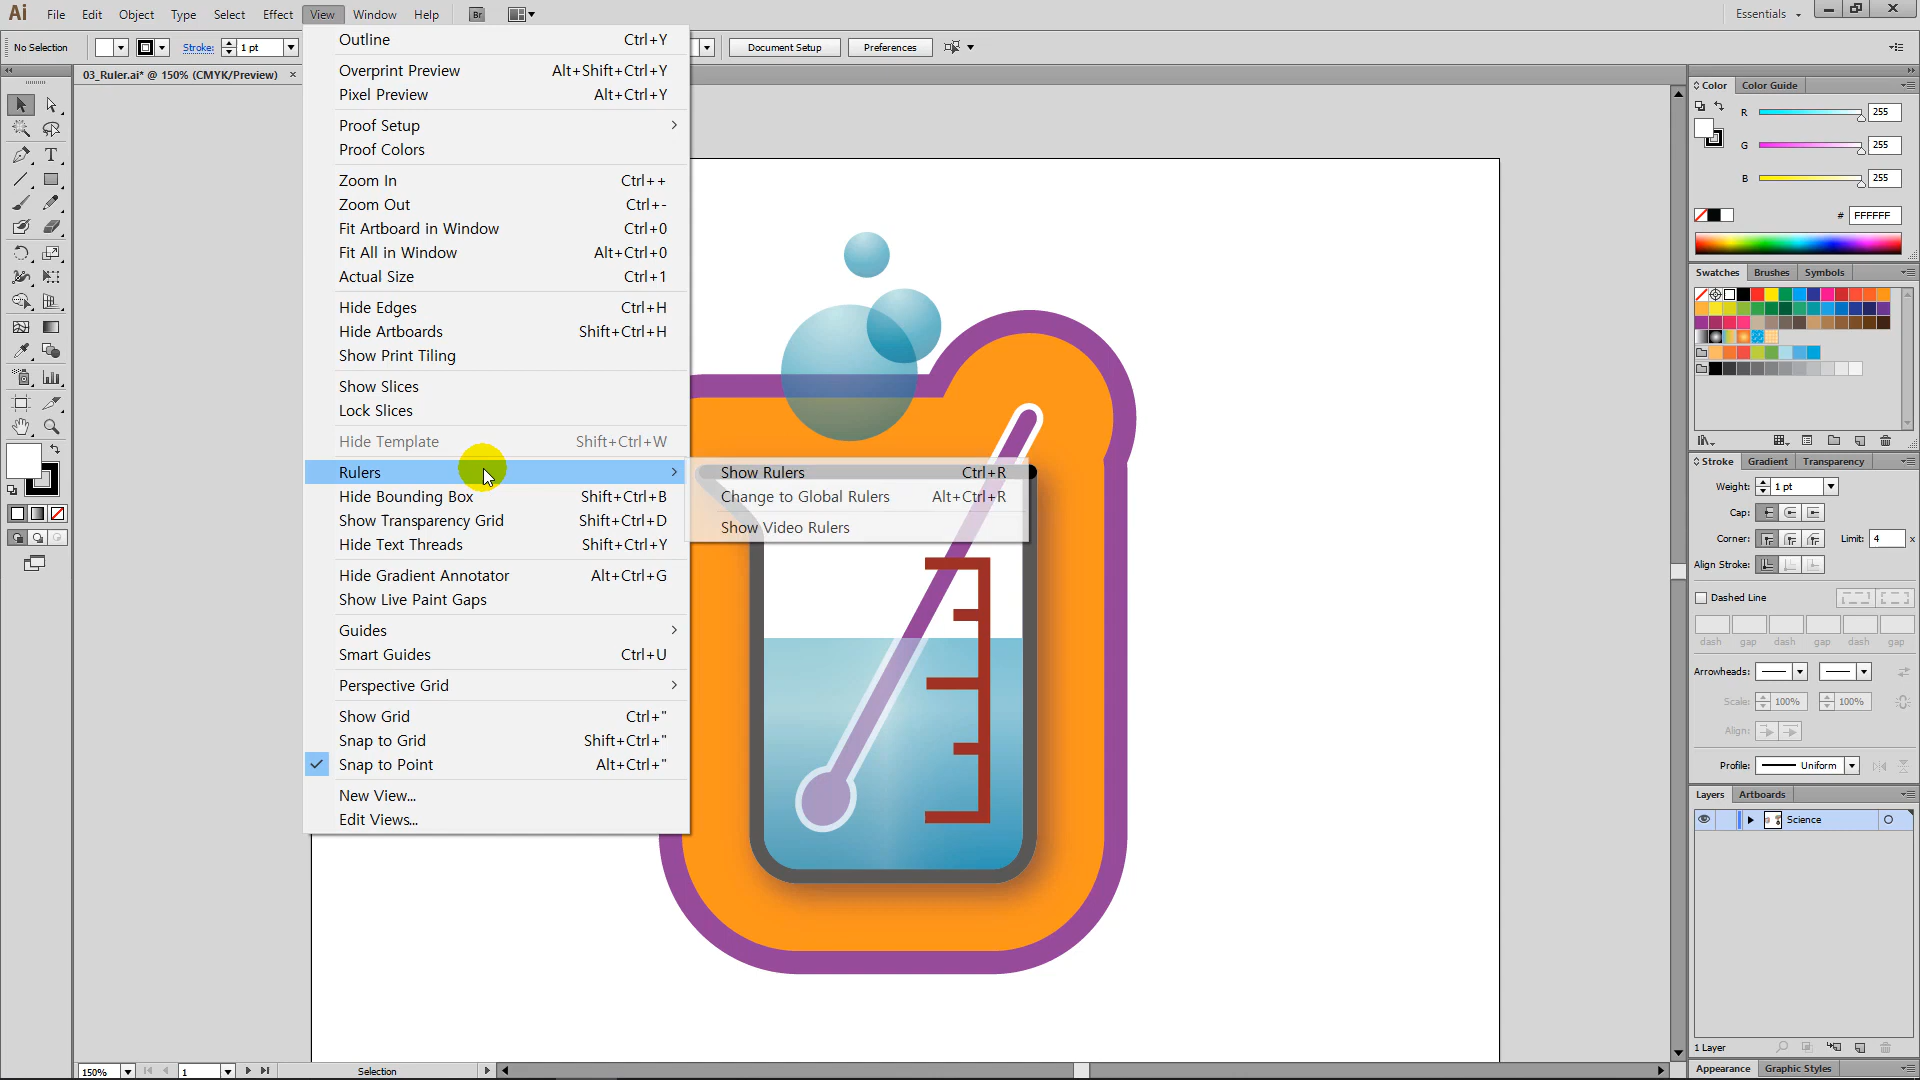 Ai File Edit Object Type Select Effect View Window Help Br Essentials
No Selection Stroke: 1 pt Document Setup Preferences
03_Ruler.ai* @ 150% (CMYK/Preview) ×
Outline Ctrl+Y
Overprint Preview Alt+Shift+Ctrl+Y
Pixel Preview Alt+Ctrl+Y
Proof Setup
Proof Colors
Zoom In Ctrl++
Zoom Out Ctrl+-
Fit Artboard in Window Ctrl+0
Fit All in Window Alt+Ctrl+0
Actual Size Ctrl+1
Hide Edges Ctrl+H
Hide Artboards Shift+Ctrl+H
Show Print Tiling
Show Slices
Lock Slices
Hide Template Shift+Ctrl+W
Rulers
Hide Bounding Box Shift+Ctrl+B
Show Transparency Grid Shift+Ctrl+D
Hide Text Threads Shift+Ctrl+Y
Hide Gradient Annotator Alt+Ctrl+G
Show Live Paint Gaps
Guides
Smart Guides Ctrl+U
Perspective Grid
Show Grid Ctrl+"
Snap to Grid Shift+Ctrl+"
Snap to Point Alt+Ctrl+"
New View...
Edit Views...
Show Rulers Ctrl+R
Change to Global Rulers Alt+Ctrl+R
Show Video Rulers
Color Color Guide
R 255
G 255
B 255
# FFFFFF
Swatches Brushes Symbols
Stroke Gradient Transparency
Weight: 1 pt
Cap:
Corner: Limit: 4 x
Align Stroke:
Dashed Line
dash gap dash gap dash gap
Arrowheads:
Scale: 100% 100%
Align:
Profile: Uniform
Layers Artboards
Science
1 Layer
Appearance Graphic Styles
150% 1 Selection